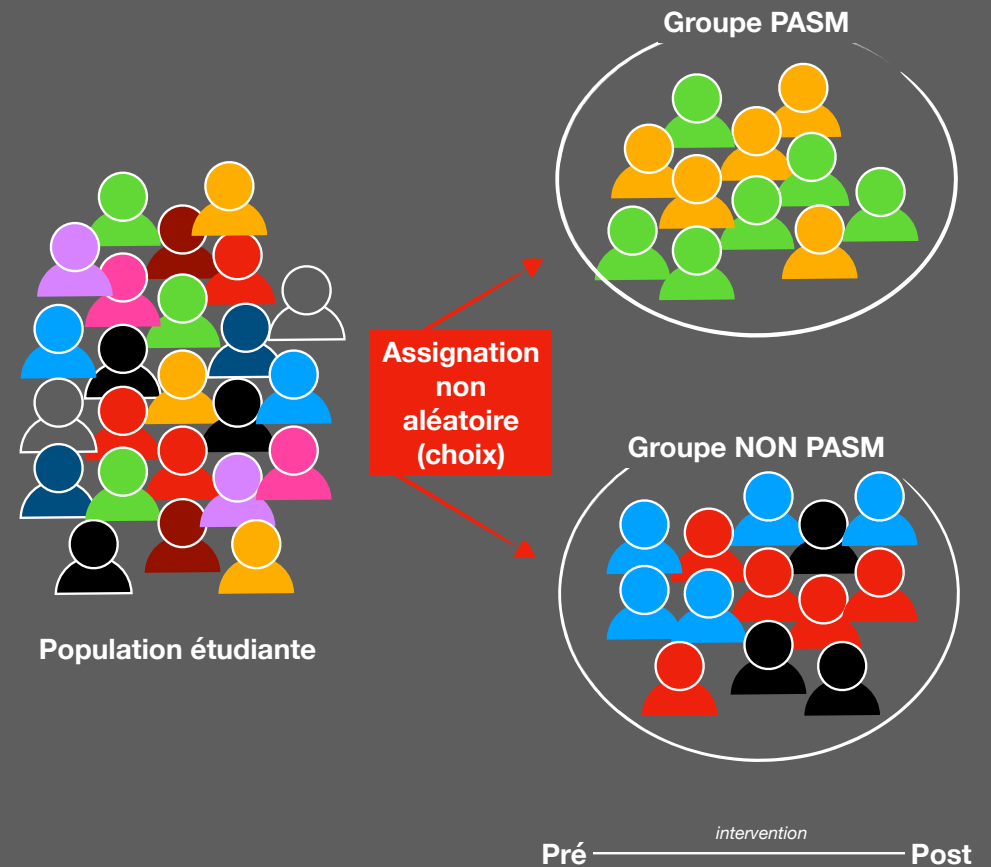 Groupe PASM
Assignation
non
aléatoire
(choix)
Groupe NON PASM
Population étudiante
intervention
Pré Post